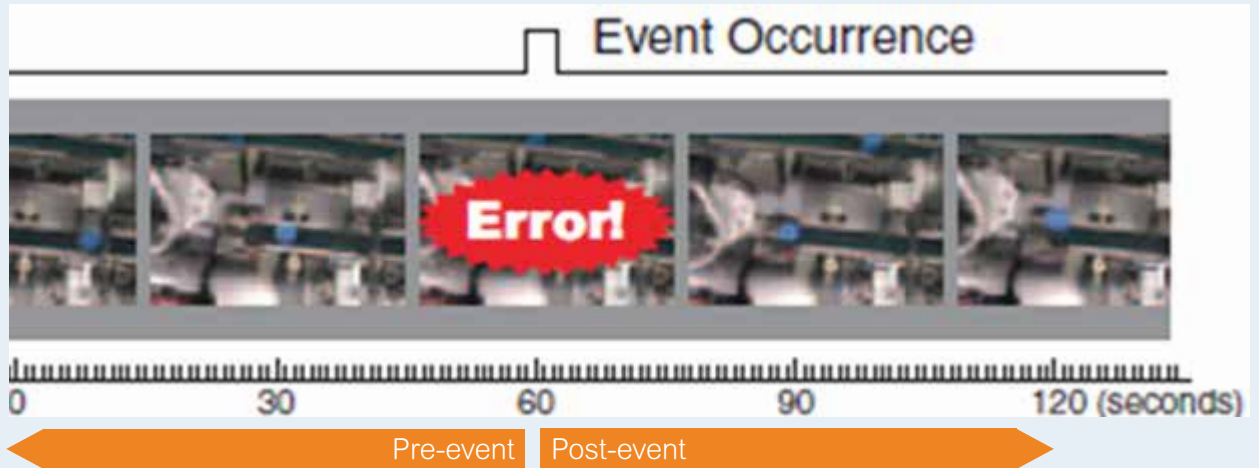 Event Occurrence
Error!
0 30 60 90 120 (seconds)
Pre-event Post-event